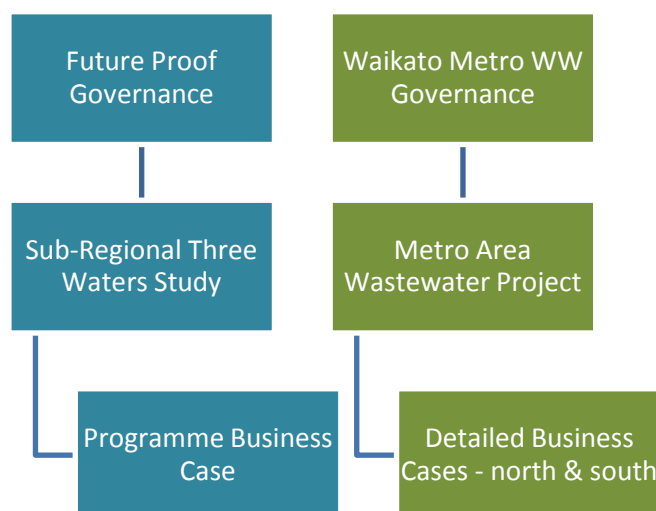 Future Proof
Governance
Waikato Metro WW
Governance
Sub-Regional Three
Waters Study
Metro Area
Wastewater Project
Programme Business
Case
Detailed Business
Cases - north & south